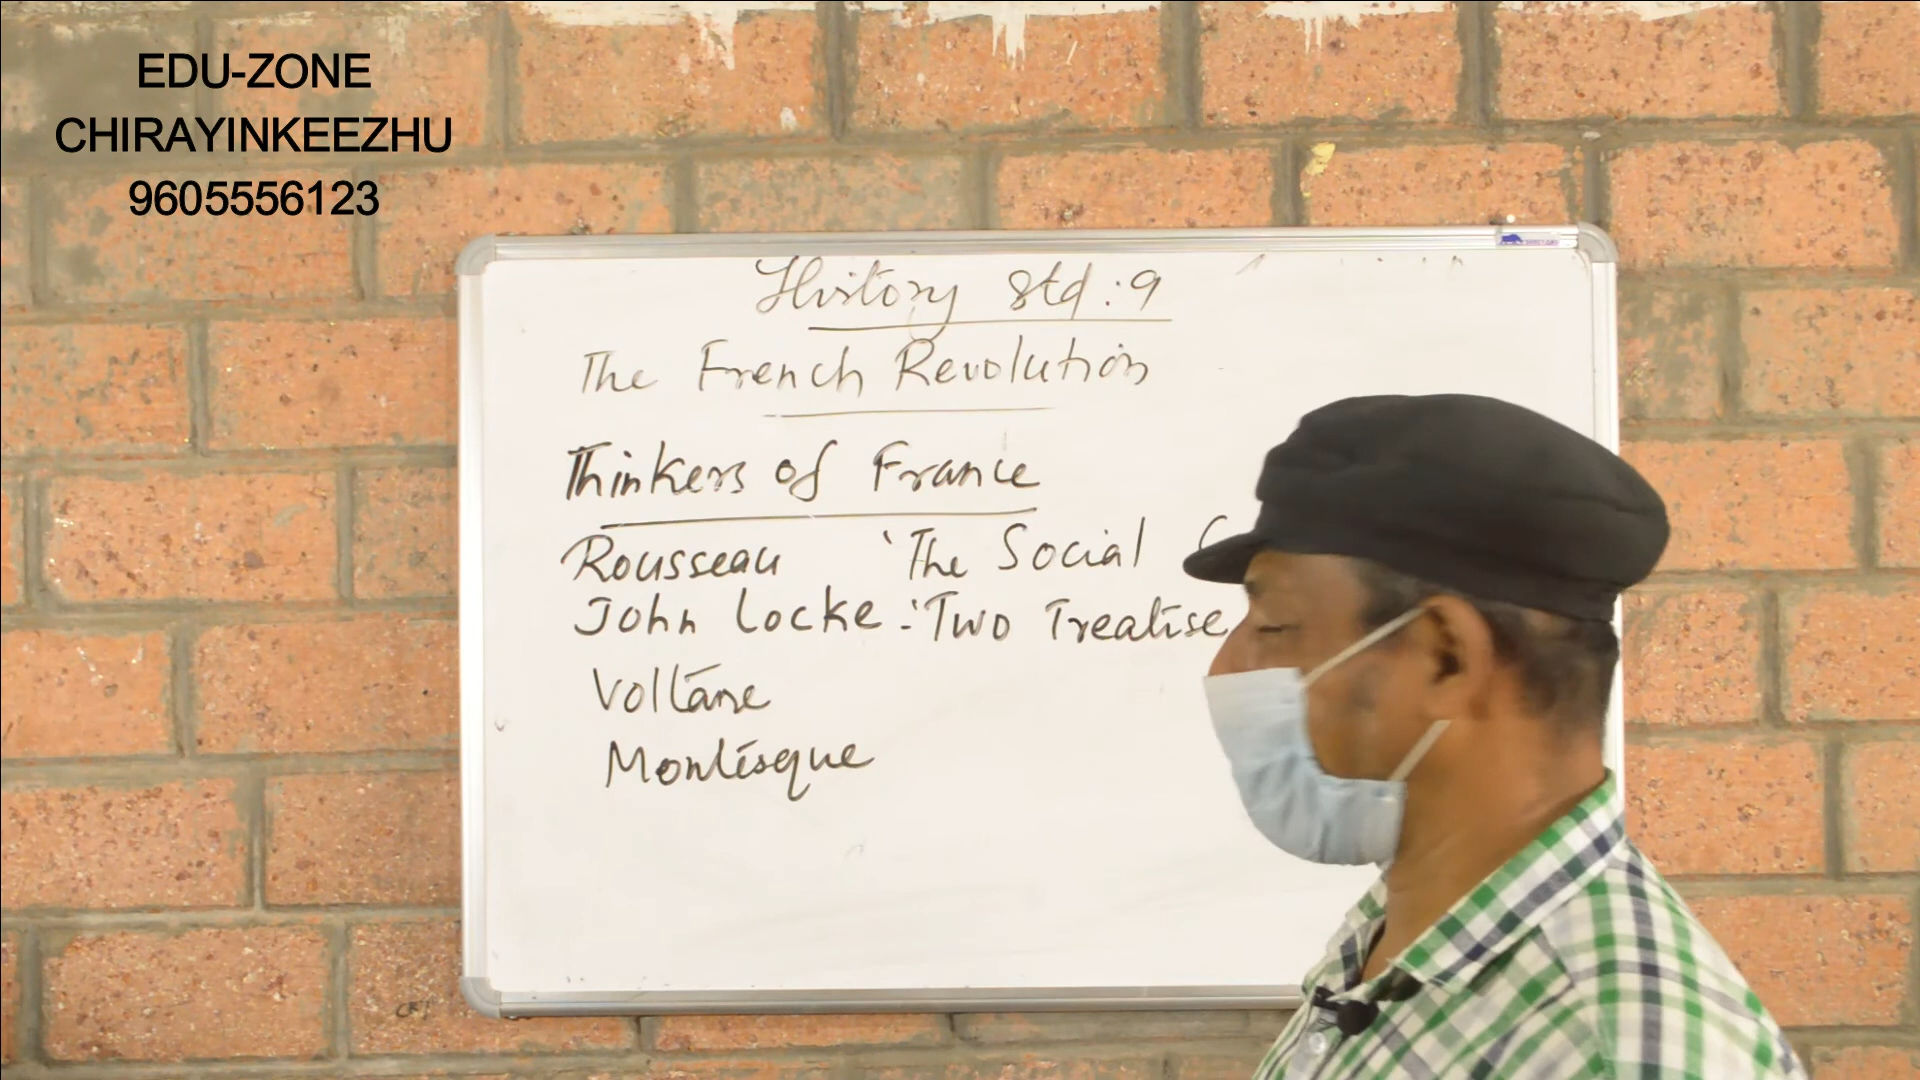 EDU-ZONE
CHIRAYINKEEZHU
9605556123
History Std : 9
The French Revolution
Thinkers of France
Rousseau 'The Social
John Locke : 'Two Treatise
Voltane
Montesque